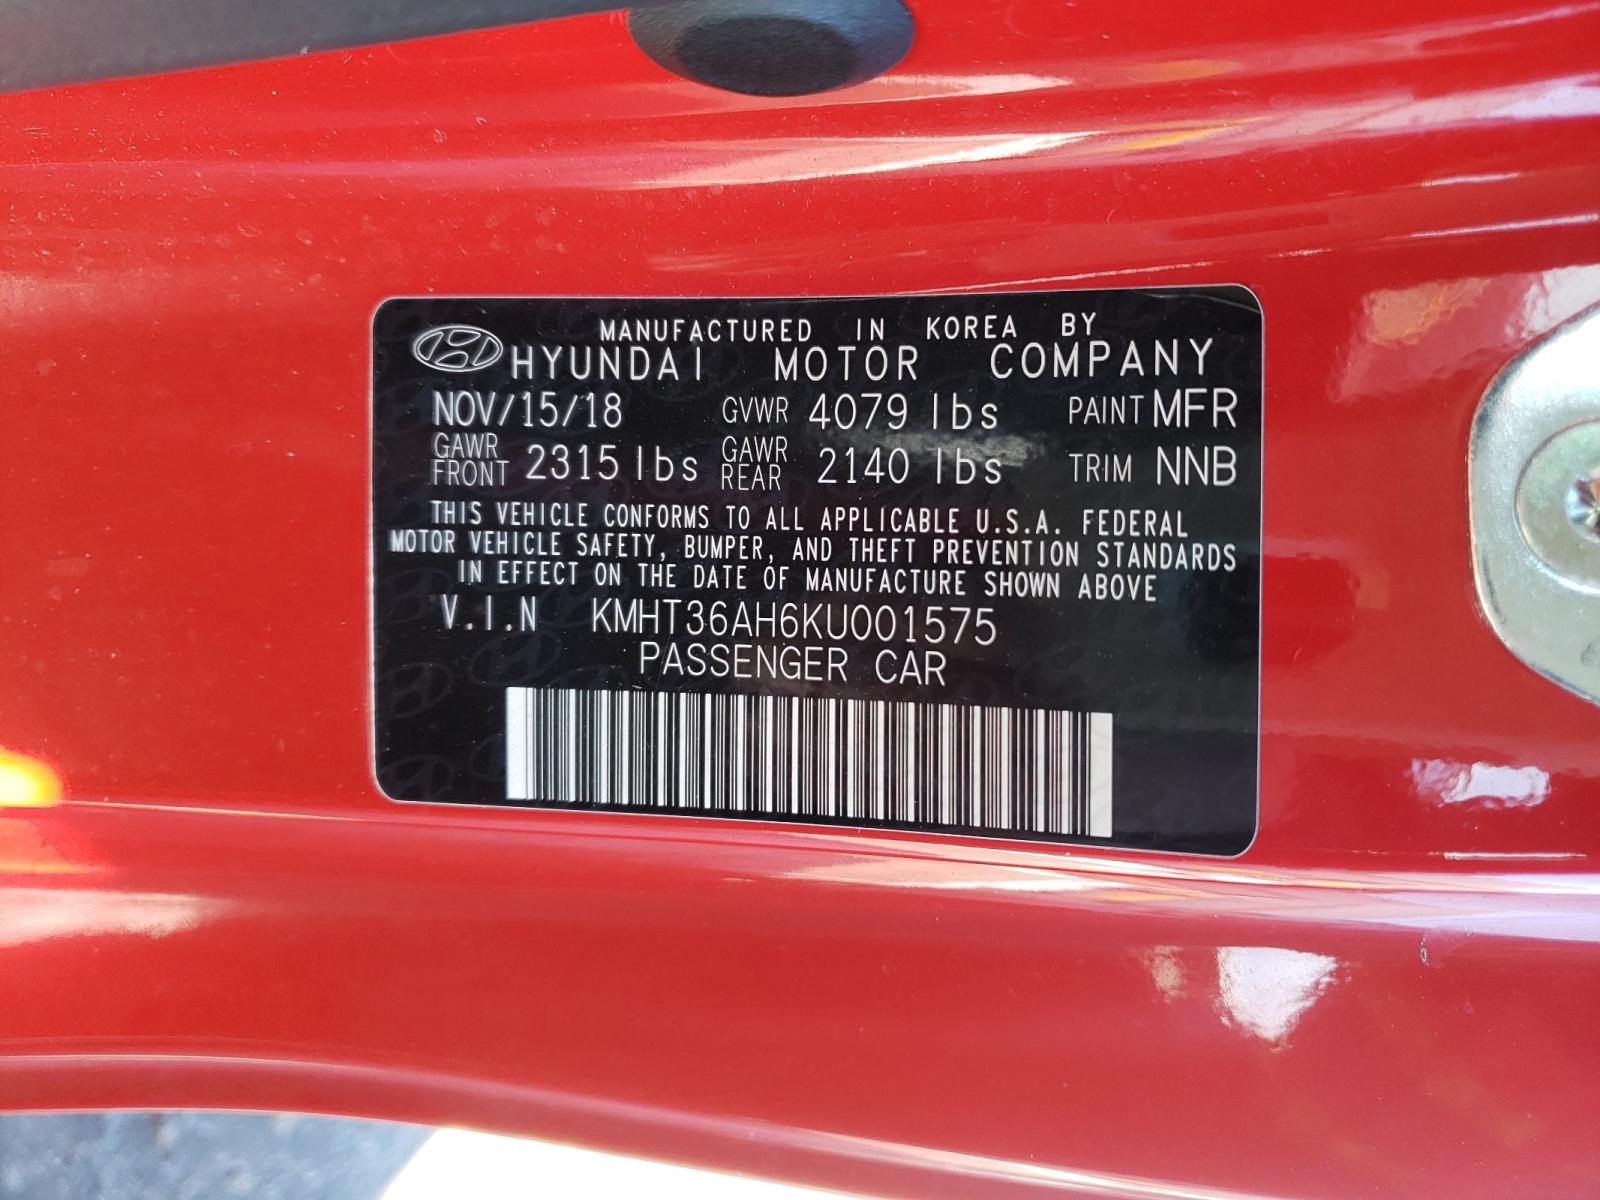 MANUFACTURED IN KOREA BY
HYUNDAI MOTOR COMPANY
NOV/15/18 GVWR 4079 lbs PAINT MFR
GAWR FRONT 2315 lbs GAWR REAR 2140 lbs TRIM NNB
THIS VEHICLE CONFORMS TO ALL APPLICABLE U.S.A. FEDERAL
MOTOR VEHICLE SAFETY, BUMPER, AND THEFT PREVENTION STANDARDS
IN EFFECT ON THE DATE OF MANUFACTURE SHOWN ABOVE
V.I.N KMHT36AH6KU001575
PASSENGER CAR